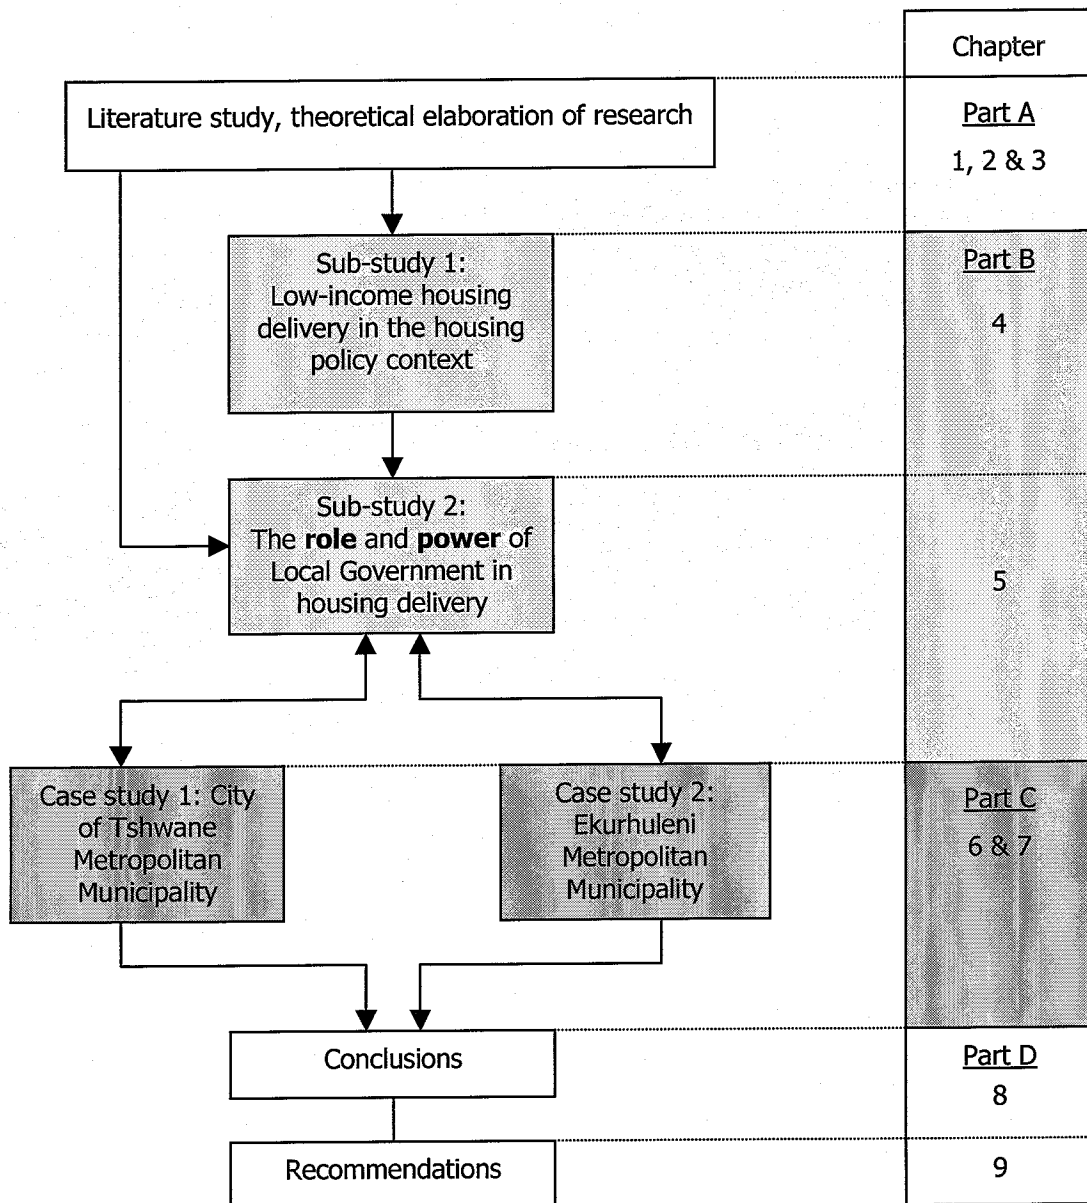 Chapter
Literature study, theoretical elaboration of research
Part A
1, 2 & 3
Sub-study 1:
Low-income housing
delivery in the housing
policy context
Part B
4
Sub-study 2:
The role and power of
Local Government in
housing delivery
5
Case study 1: City
of Tshwane
Metropolitan
Municipality
Case study 2:
Ekurhuleni
Metropolitan
Municipality
Part C
6 & 7
Conclusions
Part D
8
Recommendations
9